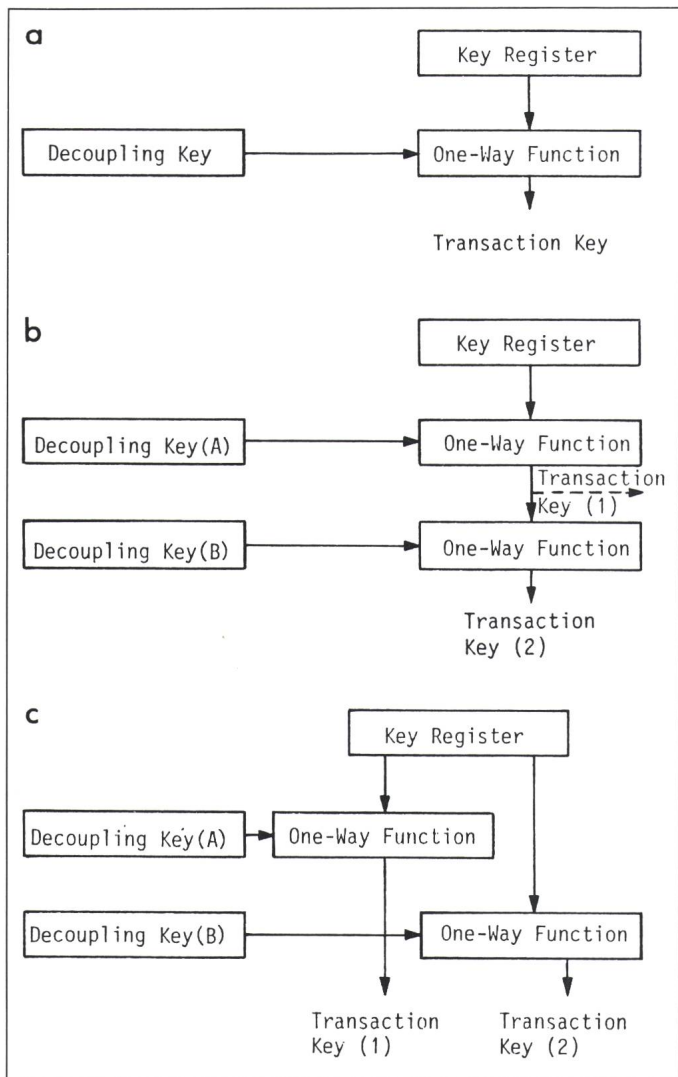 a
Key Register
Decoupling Key
One-Way Function
Transaction Key
b
Key Register
Decoupling Key(A)
One-Way Function
Transaction
Key (1)
Decoupling Key(B)
One-Way Function
Transaction
Key (2)
c
Key Register
Decoupling Key(A)
One-Way Function
Decoupling Key(B)
One-Way Function
Transaction
Key (1)
Transaction
Key (2)